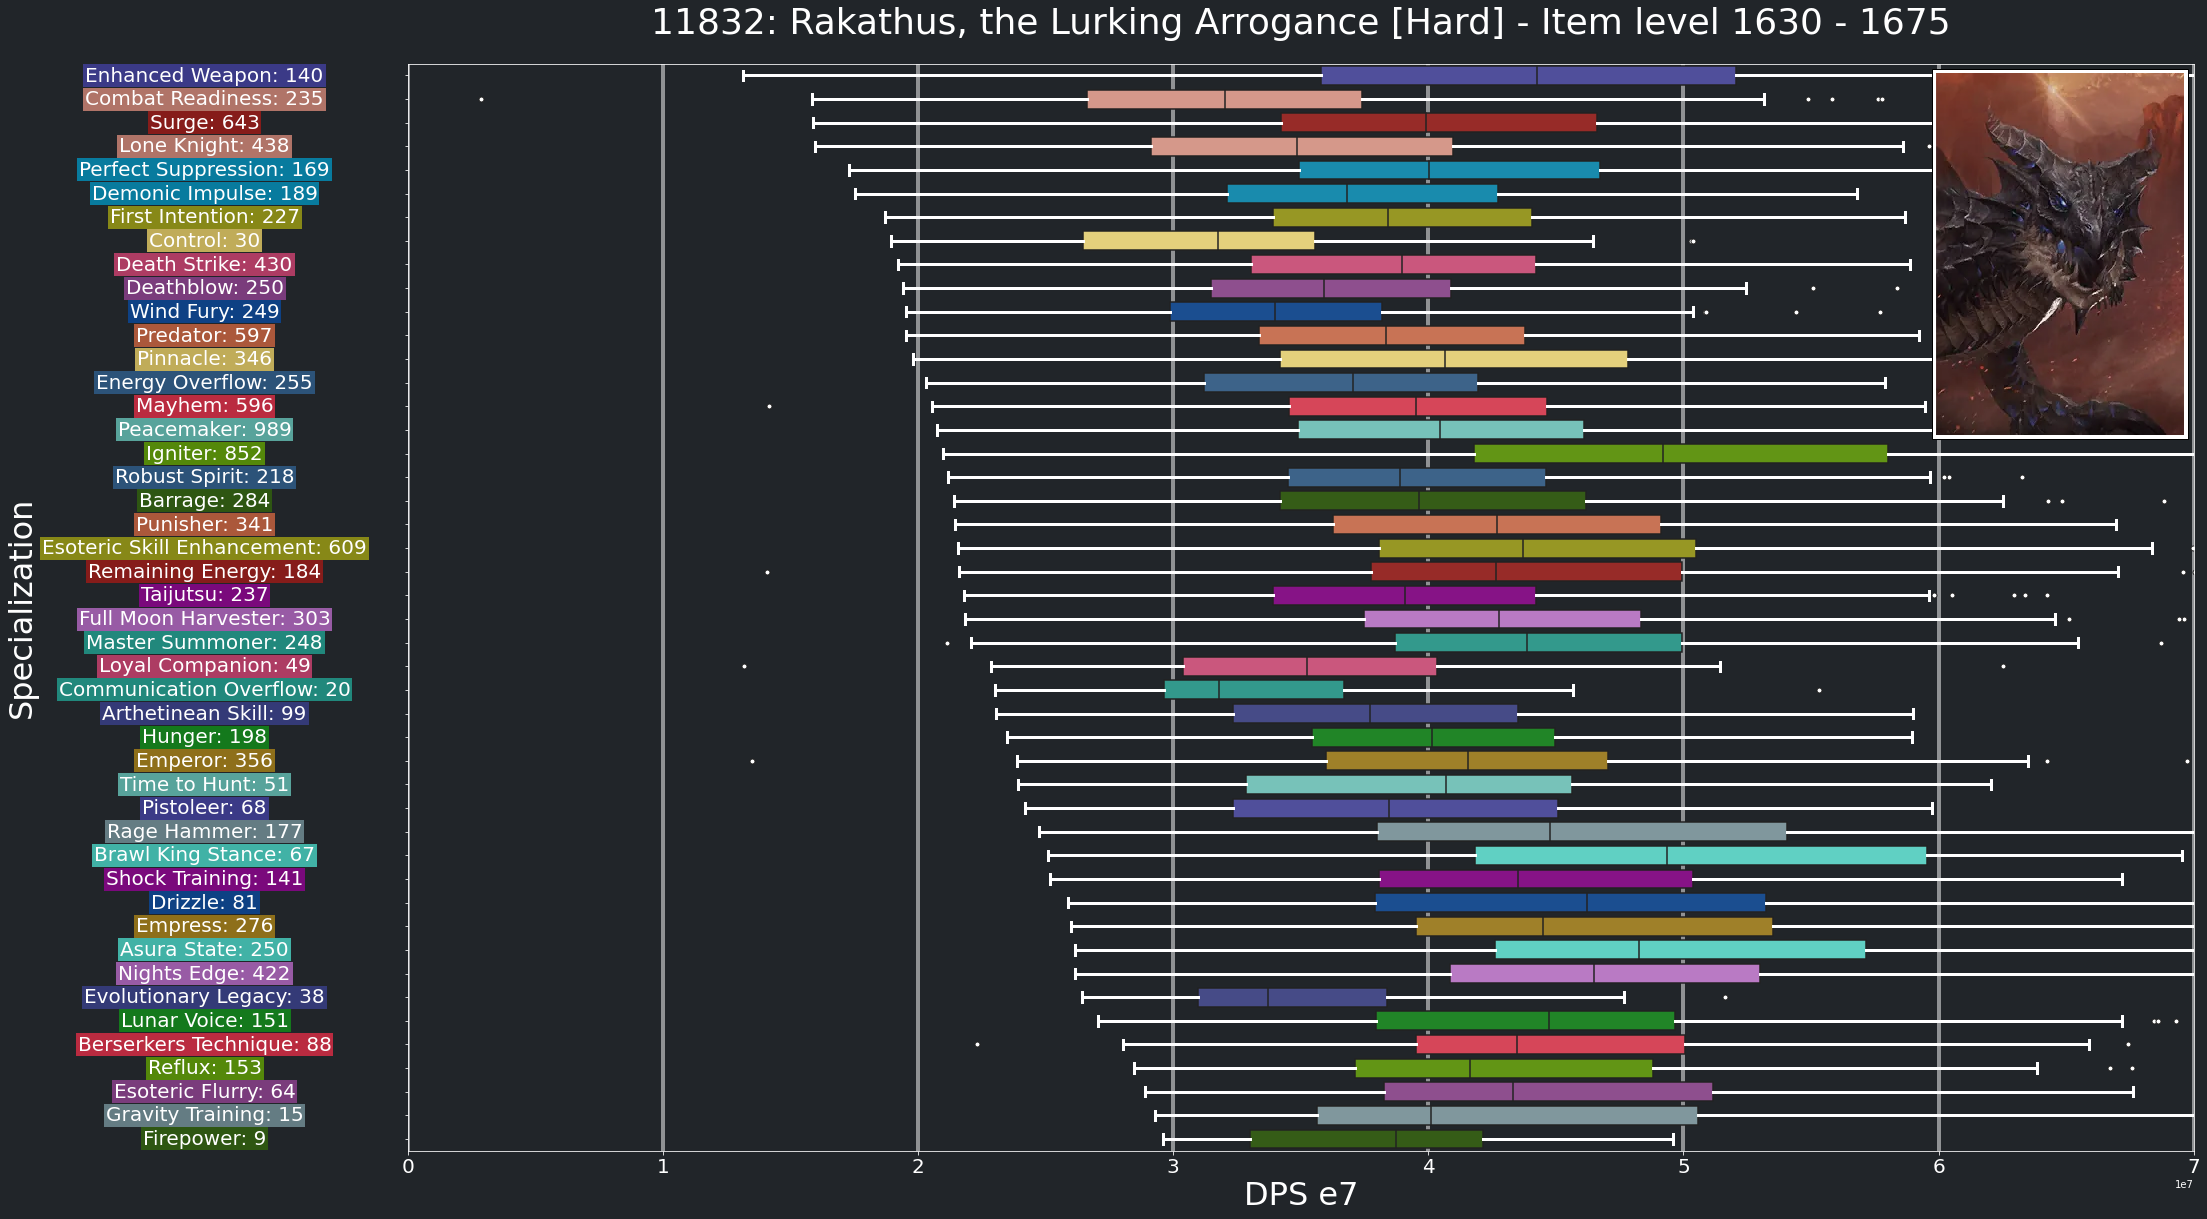 11832: Rakathus, the Lurking Arrogance [Hard] - Item level 1630 - 1675
Specialization
Enhanced Weapon: 140
Combat Readiness: 235
Surge: 643
Lone Knight: 438
Perfect Suppression: 169
Demonic Impulse: 189
First Intention: 227
Control: 30
Death Strike: 430
Deathblow: 250
Wind Fury: 249
Predator: 597
Pinnacle: 346
Energy Overflow: 255
Mayhem: 596
Peacemaker: 989
Igniter: 852
Robust Spirit: 218
Barrage: 284
Punisher: 341
Esoteric Skill Enhancement: 609
Remaining Energy: 184
Taijutsu: 237
Full Moon Harvester: 303
Master Summoner: 248
Loyal Companion: 49
Communication Overflow: 20
Arthetinean Skill: 99
Hunger: 198
Emperor: 356
Time to Hunt: 51
Pistoleer: 68
Rage Hammer: 177
Brawl King Stance: 67
Shock Training: 141
Drizzle: 81
Empress: 276
Asura State: 250
Nights Edge: 422
Evolutionary Legacy: 38
Lunar Voice: 151
Berserkers Technique: 88
Reflux: 153
Esoteric Flurry: 64
Gravity Training: 15
Firepower: 9
0 1 2 3 4 5 6 7
DPS e7
1e7